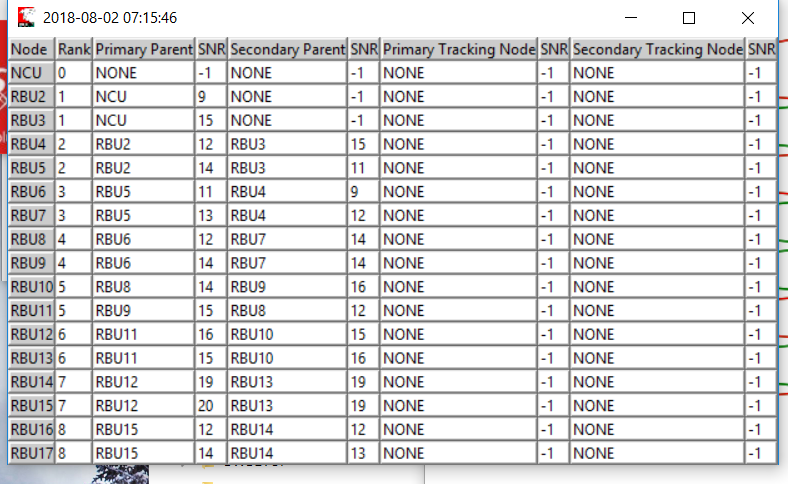 2018-08-02 07:15:46
Node Rank Primary Parent SNR Secondary Parent SNR Primary Tracking Node SNR Secondary Tracking Node SNR
NCU 0 NONE -1 NONE -1 NONE -1 NONE -1
RBU2 1 NCU 9 NONE -1 NONE -1 NONE -1
RBU3 1 NCU 15 NONE -1 NONE -1 NONE -1
RBU4 2 RBU2 12 RBU3 15 NONE -1 NONE -1
RBU5 2 RBU2 14 RBU3 11 NONE -1 NONE -1
RBU6 3 RBU5 11 RBU4 9 NONE -1 NONE -1
RBU7 3 RBU5 13 RBU4 12 NONE -1 NONE -1
RBU8 4 RBU6 12 RBU7 14 NONE -1 NONE -1
RBU9 4 RBU6 14 RBU7 14 NONE -1 NONE -1
RBU10 5 RBU8 14 RBU9 16 NONE -1 NONE -1
RBU11 5 RBU9 15 RBU8 12 NONE -1 NONE -1
RBU12 6 RBU11 16 RBU10 15 NONE -1 NONE -1
RBU13 6 RBU11 15 RBU10 16 NONE -1 NONE -1
RBU14 7 RBU12 19 RBU13 19 NONE -1 NONE -1
RBU15 7 RBU12 20 RBU13 19 NONE -1 NONE -1
RBU16 8 RBU15 12 RBU14 12 NONE -1 NONE -1
RBU17 8 RBU15 14 RBU14 13 NONE -1 NONE -1